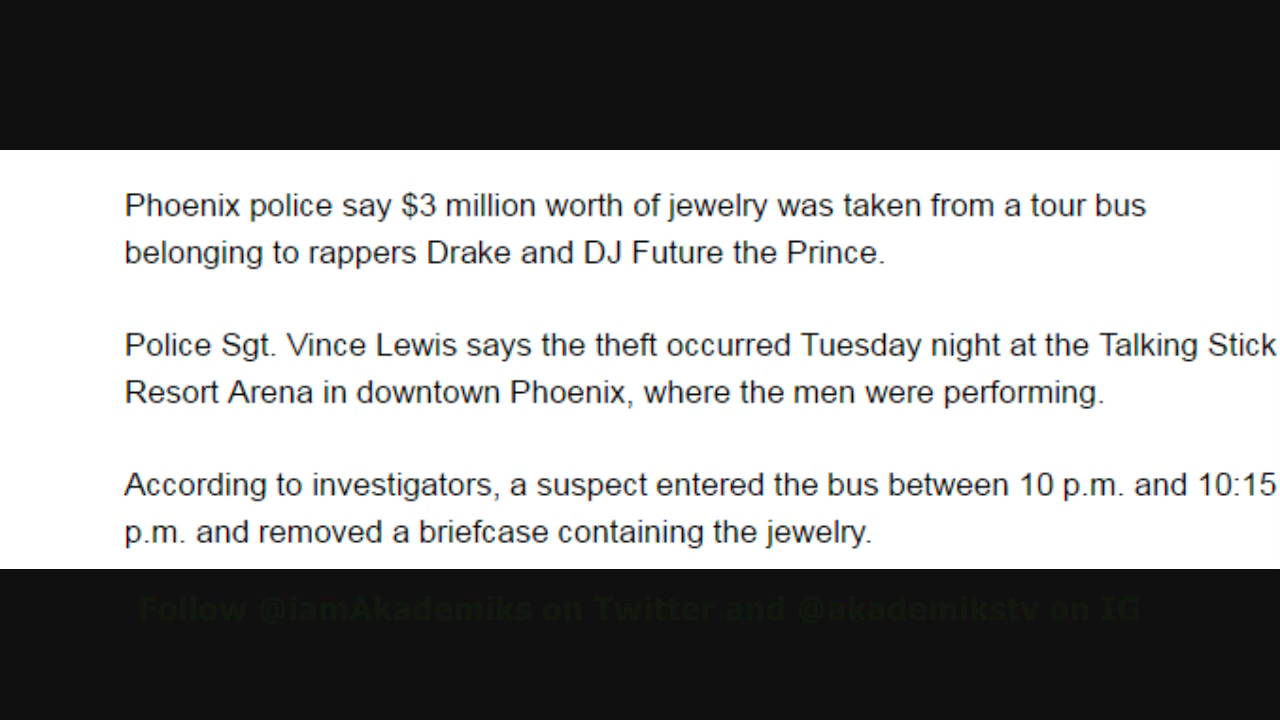 Phoenix police say $3 million worth of jewelry was taken from a tour bus
belonging to rappers Drake and DJ Future the Prince.
Police Sgt. Vince Lewis says the theft occurred Tuesday night at the Talking Stick
Resort Arena in downtown Phoenix, where the men were performing.
According to investigators, a suspect entered the bus between 10 p.m. and 10:15
p.m. and removed a briefcase containing the jewelry.
Follow @iamAkademiks on Twitter and @akademikstv on IG